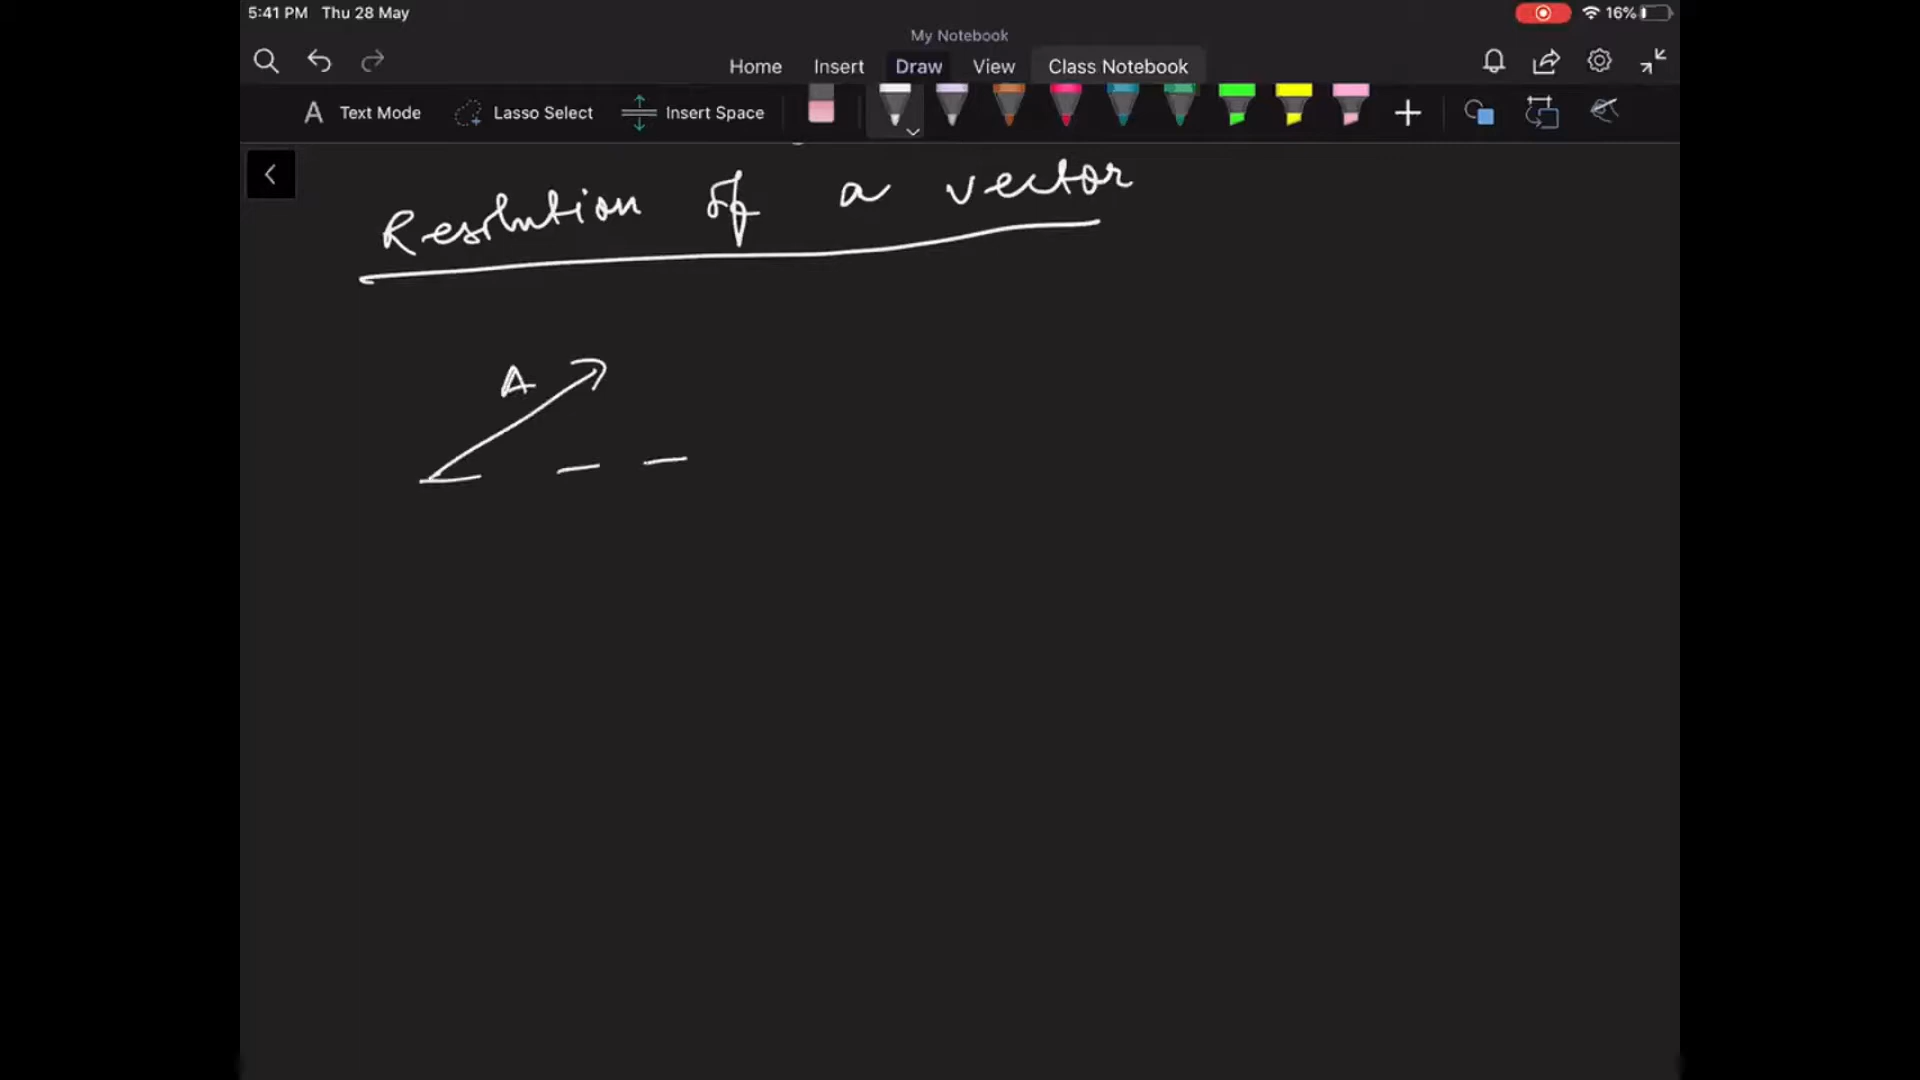 5:41 PM Thu 28 May 16%
My Notebook
Home Insert Draw View Class Notebook
A Text Mode Lasso Select Insert Space
Resolution of a vector
A